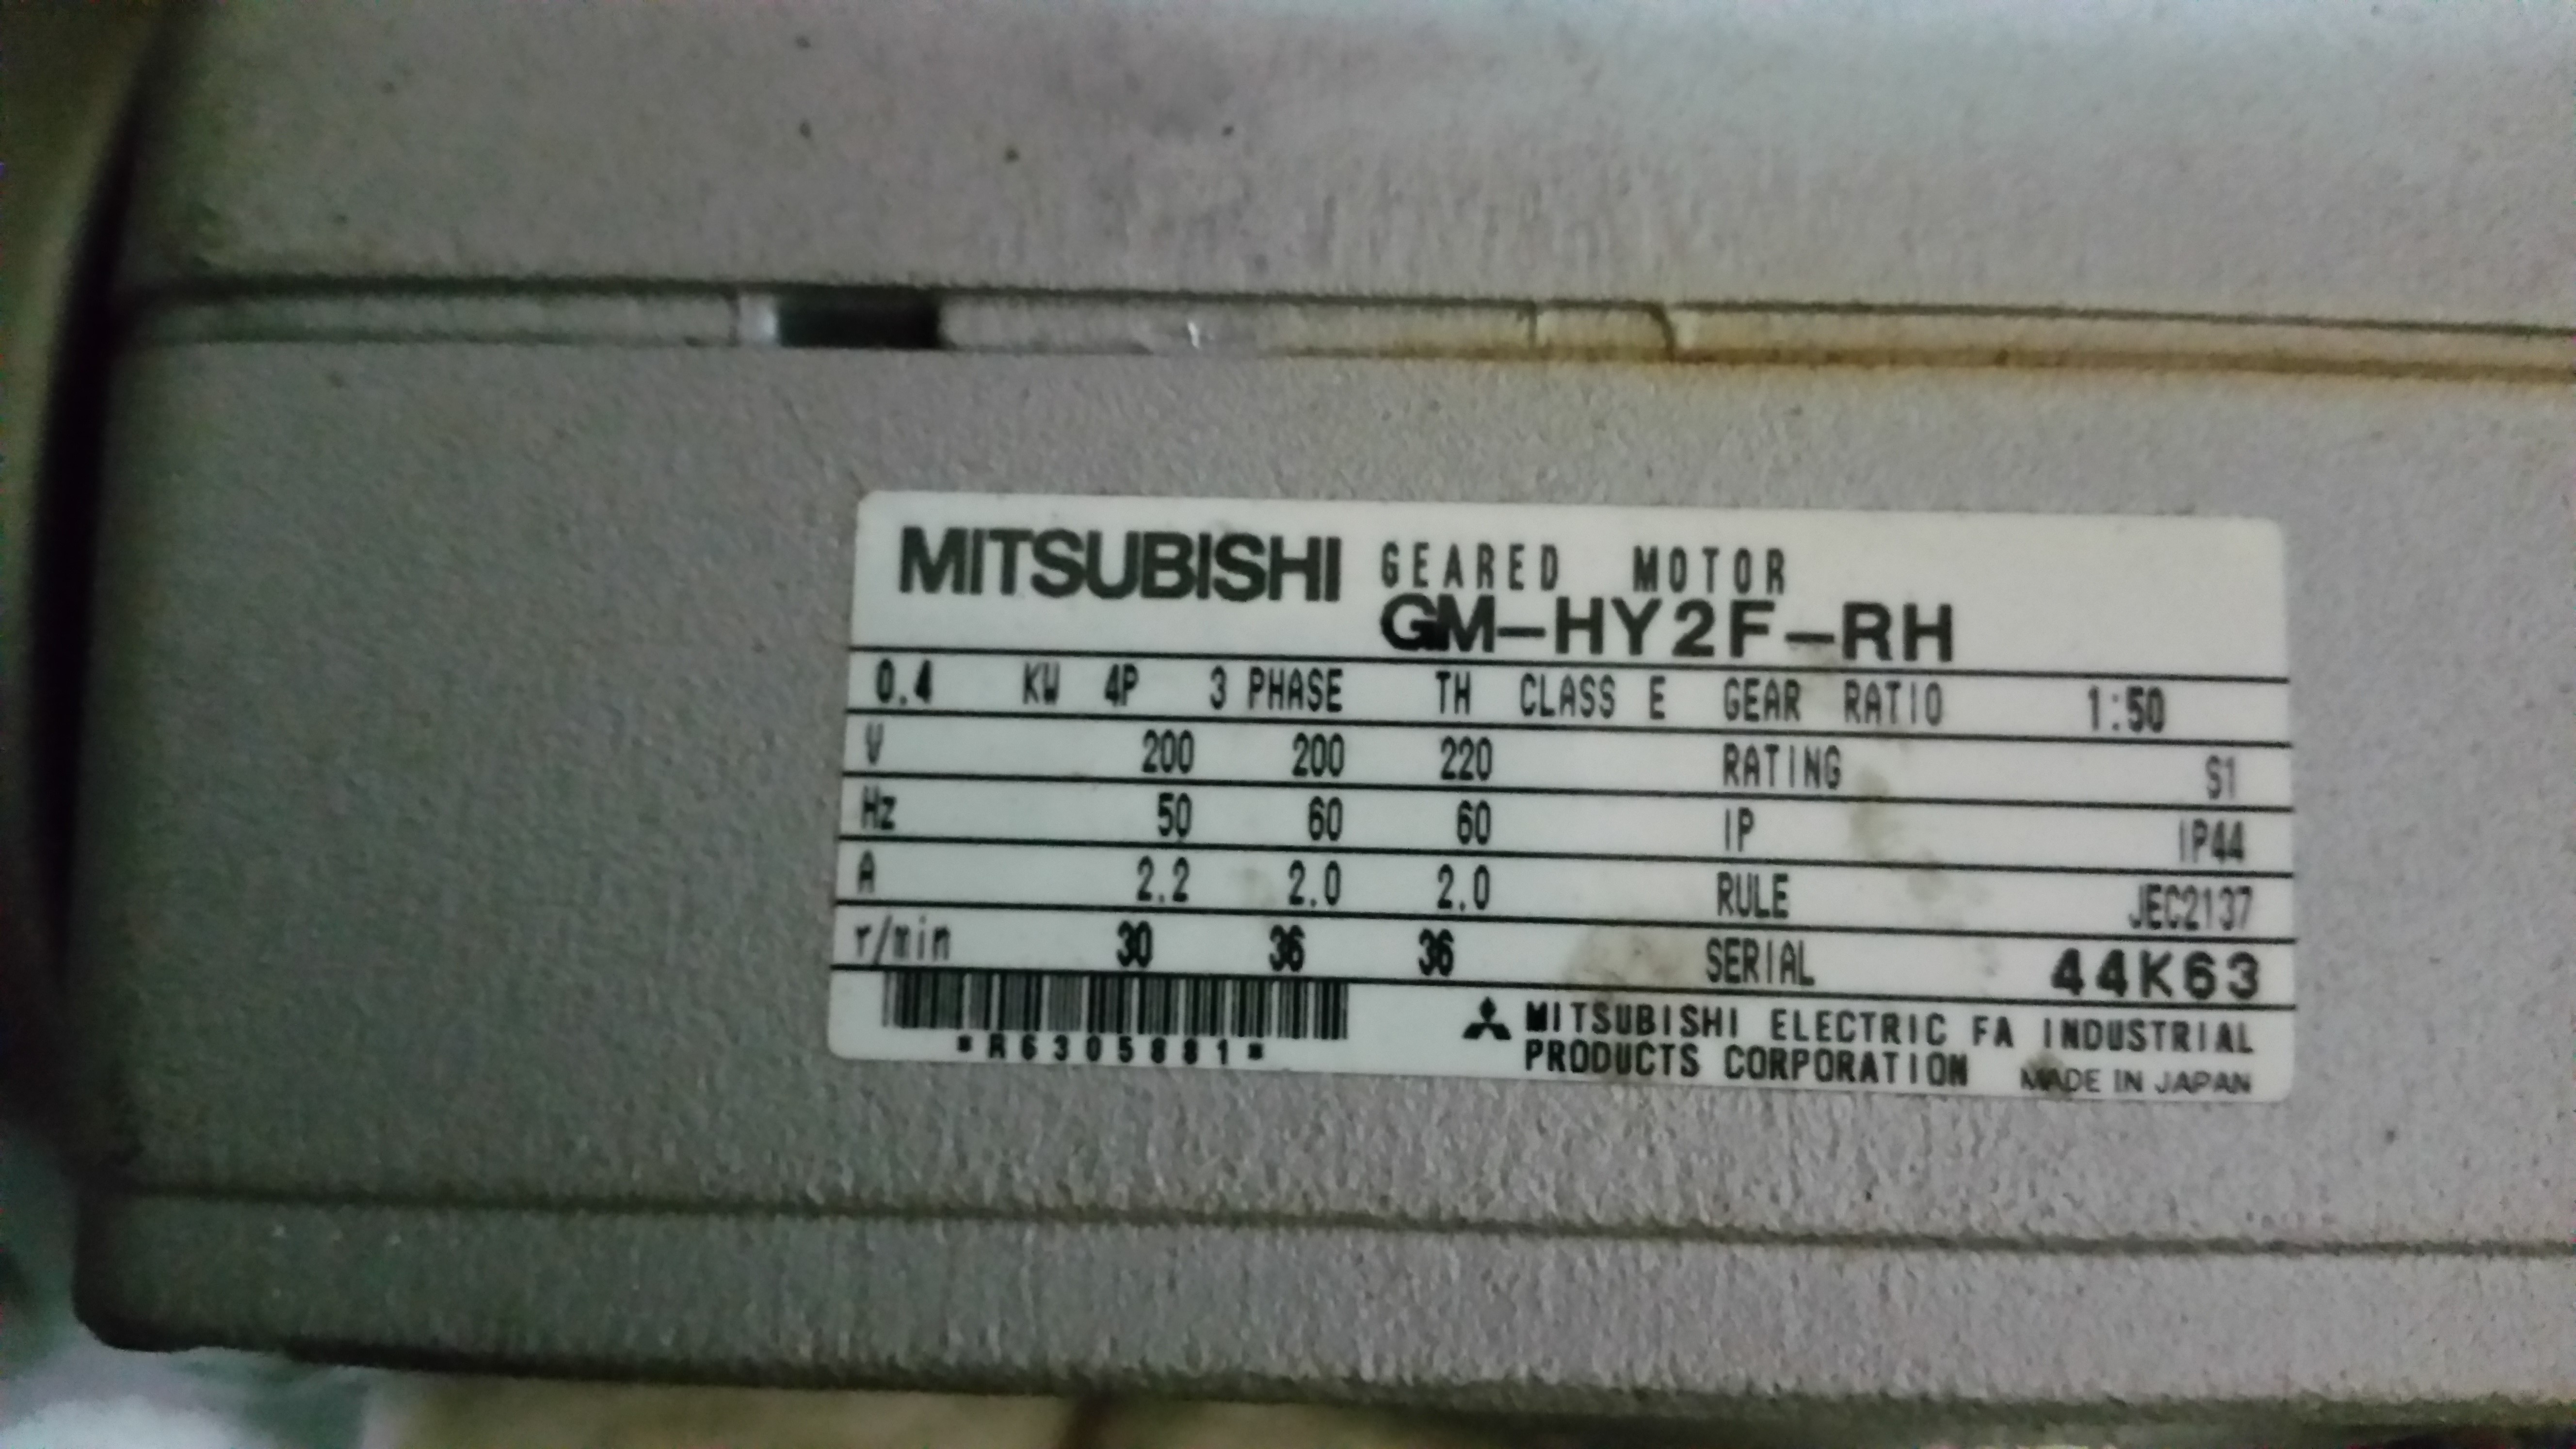 MITSUBISHI GEARED MOTOR
GM-HY2F-RH
0.4 KW 4P 3 PHASE TH CLASS E GEAR RATIO 1:50
V 200 200 220 RATING S1
Hz 50 60 60 IP IP44
A 2.2 2.0 2.0 RULE JEC2137
r/min 30 36 36 SERIAL 44K63
*R6305881*
MITSUBISHI ELECTRIC FA INDUSTRIAL
PRODUCTS CORPORATION MADE IN JAPAN